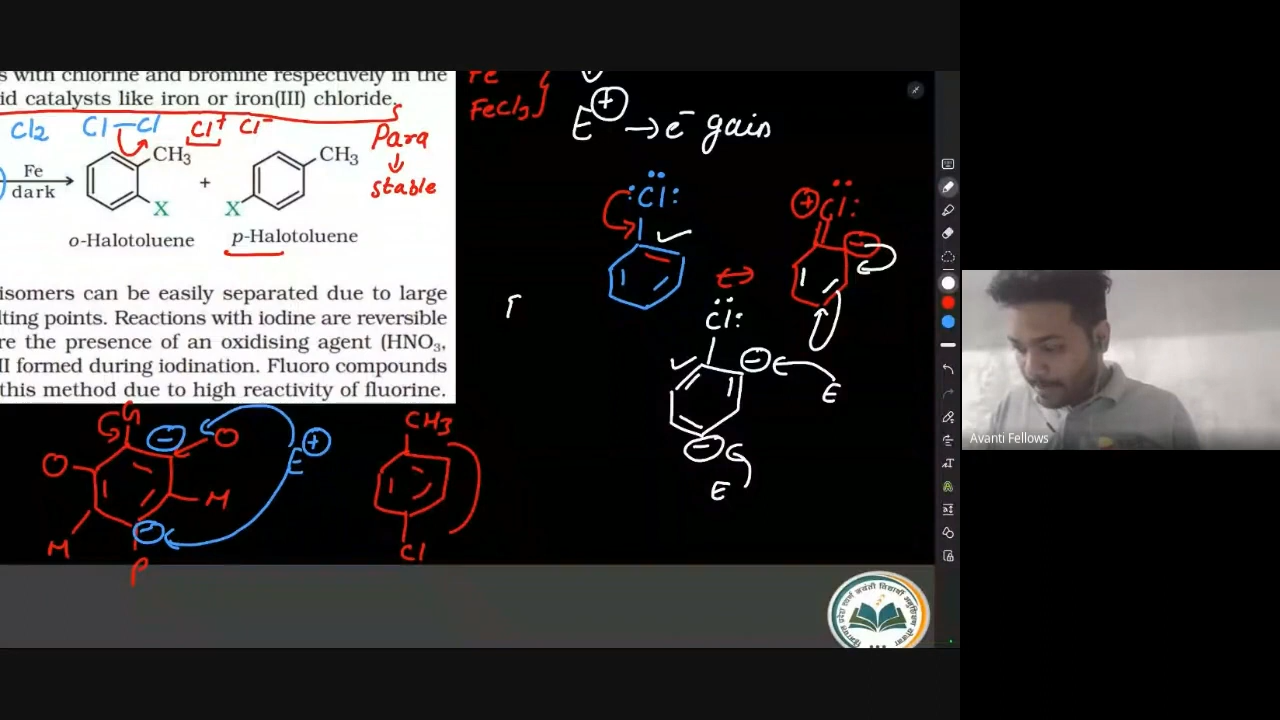 s with chlorine and bromine respectively in the
id catalysts like iron or iron(III) chloride.
Cl2 Cl—Cl Cl+ Cl-
Para
↓
stable
Fe
dark
CH3
X
+
CH3
X
o-Halotoluene p-Halotoluene
isomers can be easily separated due to large
lting points. Reactions with iodine are reversible
re the presence of an oxidising agent (HNO3,
II formed during iodination. Fluoro compounds
this method due to high reactivity of fluorine.
Fe
FeCl3
E+ → e- gain
:Cl:
+ Cl:
-
Cl:
-
E
-
E
- O
E+
O
M
M
-
P
CH3
Cl
Avanti Fellows